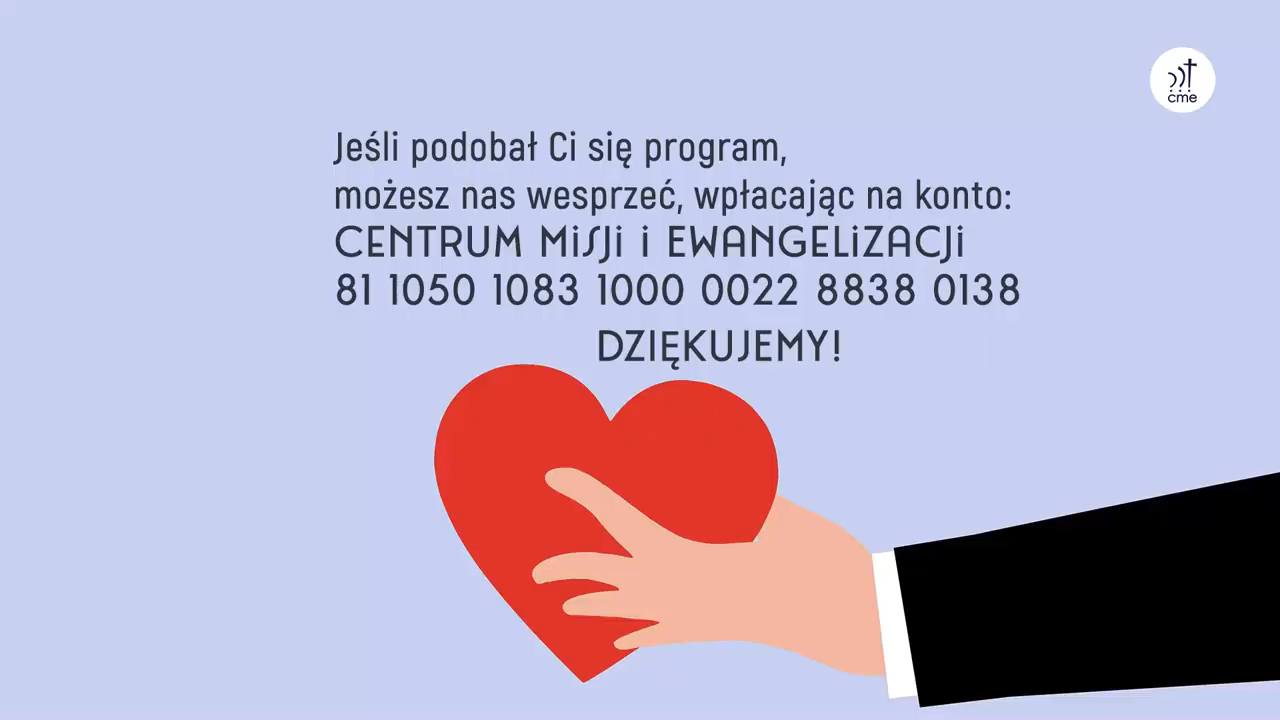 cme
Jeśli podobał Ci się program,
możesz nas wesprzeć, wpłacając na konto:
CENTRUM MiSJi i EWANGELiZACJi
81 1050 1083 1000 0022 8838 0138
DZIĘKUJEMY!